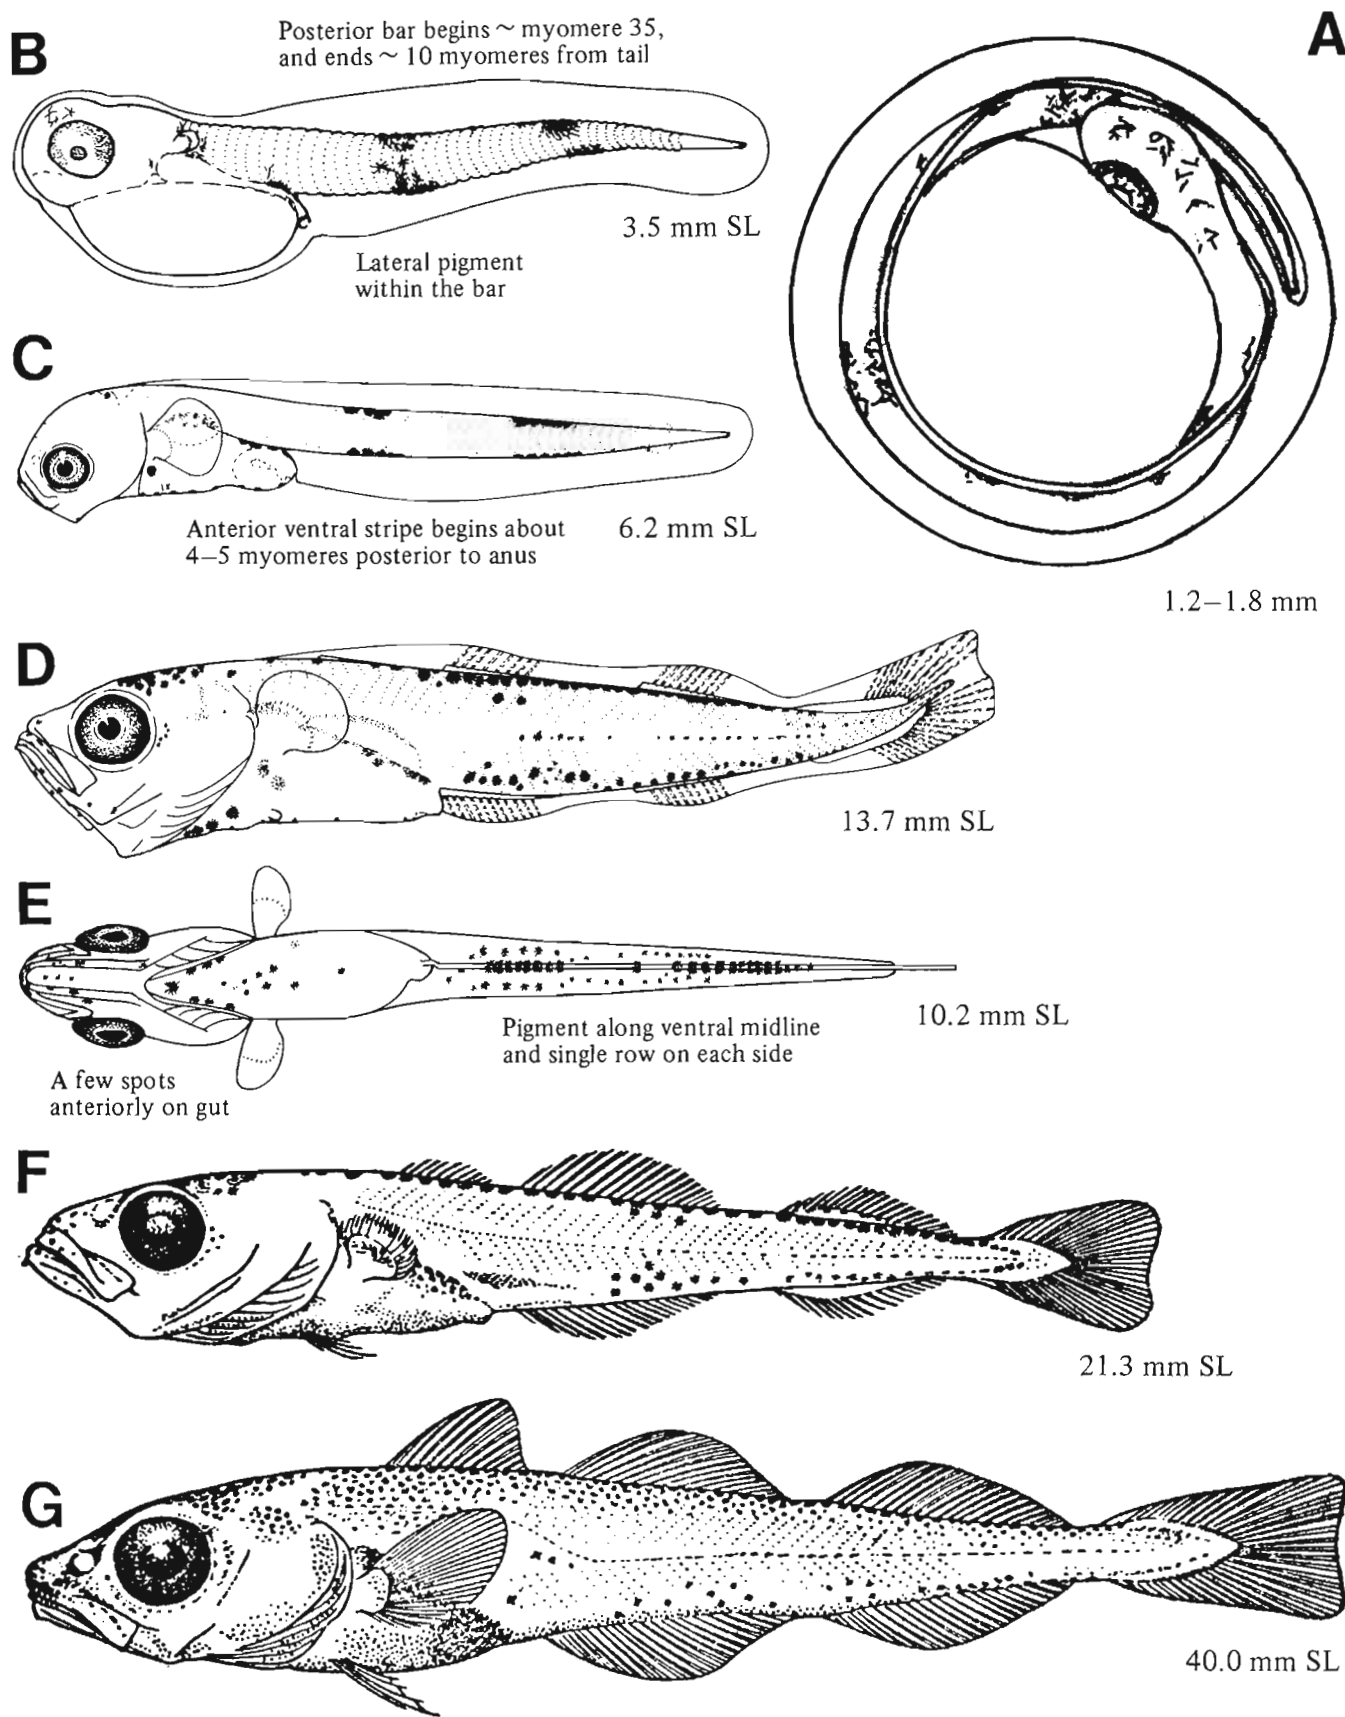 A
B
Posterior bar begins ~ myomere 35,
and ends ~ 10 myomeres from tail
3.5 mm SL
Lateral pigment
within the bar
C
Anterior ventral stripe begins about
4–5 myomeres posterior to anus
6.2 mm SL
1.2–1.8 mm
D
13.7 mm SL
E
Pigment along ventral midline
and single row on each side
10.2 mm SL
A few spots
anteriorly on gut
F
21.3 mm SL
G
40.0 mm SL